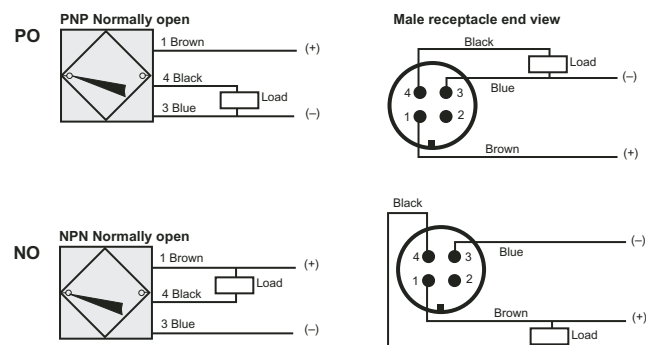 PNP Normally open
PO
1 Brown
(+)
4 Black
Load
3 Blue
(–)
Male receptacle end view
Black
Load
(–)
Blue
4
3
1
2
Brown
(+)
NPN Normally open
NO
1 Brown
(+)
4 Black
Load
3 Blue
(–)
Black
(–)
Blue
4
3
1
2
Brown
(+)
Load